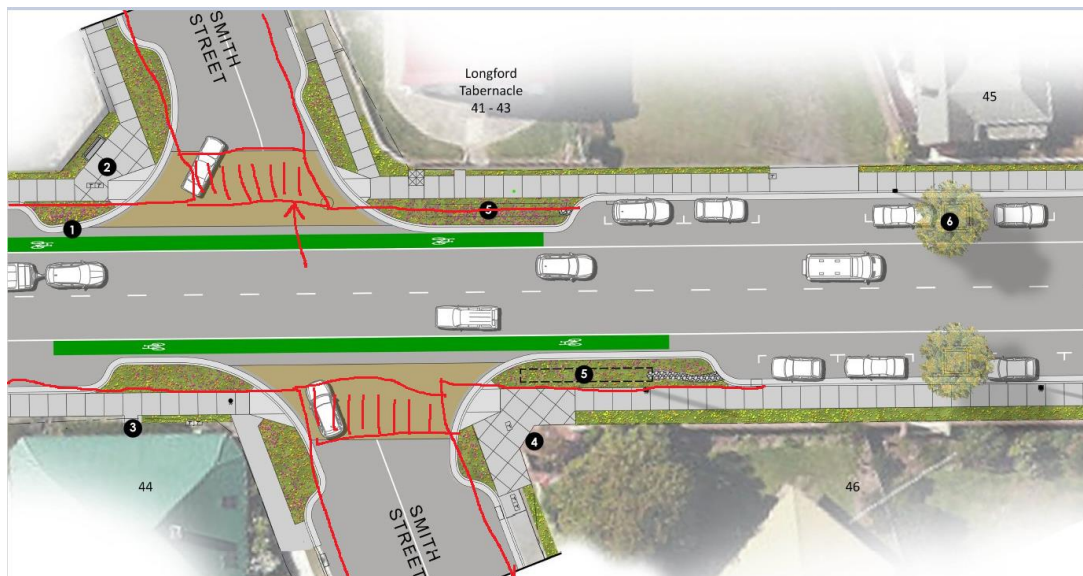 SMITH
STREET
Longford
Tabernacle
41 - 43
45
2
5
6
1
5
3
4
44
46
SMITH
STREET